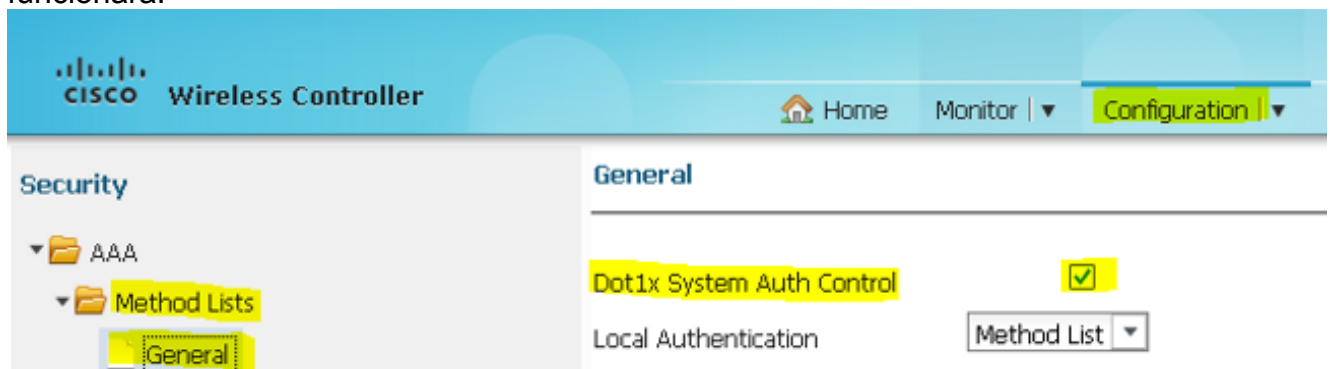 funcionará.
CISCO Wireless Controller
Home Monitor Configuration
Security
AAA
Method Lists
General
General
Dot1x System Auth Control
Local Authentication Method List